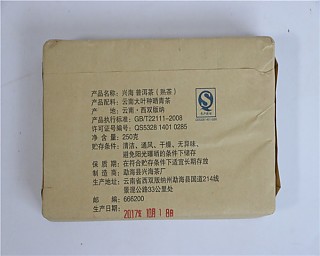 产品名称：兴海 普洱茶（熟茶）
产品配料：云南大叶种晒青茶
产　　地：云南·西双版纳
产品执行标准：GB/T22111-2008
许可证编号：QS5328 1401 0285
净 含 量：250克
贮存条件：清洁、通风、干燥、无异味、
避免阳光曝晒的条件下储存
保 质 期：在符合贮存条件下适宜长期存放
制 造 商：勐海县兴海茶厂
厂　　址：云南省西双版纳州勐海县国道214线
景混公路33公里处
邮　　编：666200
生产日期：2017年 10月 1 8日